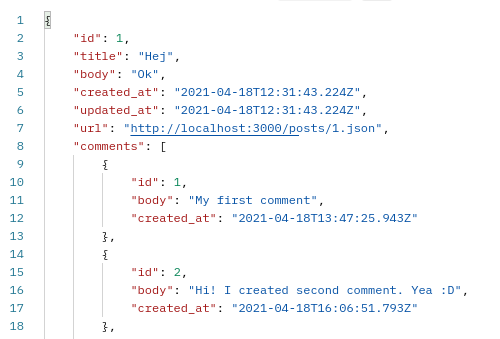 1 {
2 "id": 1,
3 "title": "Hej",
4 "body": "Ok",
5 "created_at": "2021-04-18T12:31:43.224Z",
6 "updated_at": "2021-04-18T12:31:43.224Z",
7 "url": "http://localhost:3000/posts/1.json",
8 "comments": [
9 {
10 "id": 1,
11 "body": "My first comment",
12 "created_at": "2021-04-18T13:47:25.943Z"
13 },
14 {
15 "id": 2,
16 "body": "Hi! I created second comment. Yea :D",
17 "created_at": "2021-04-18T16:06:51.793Z"
18 },